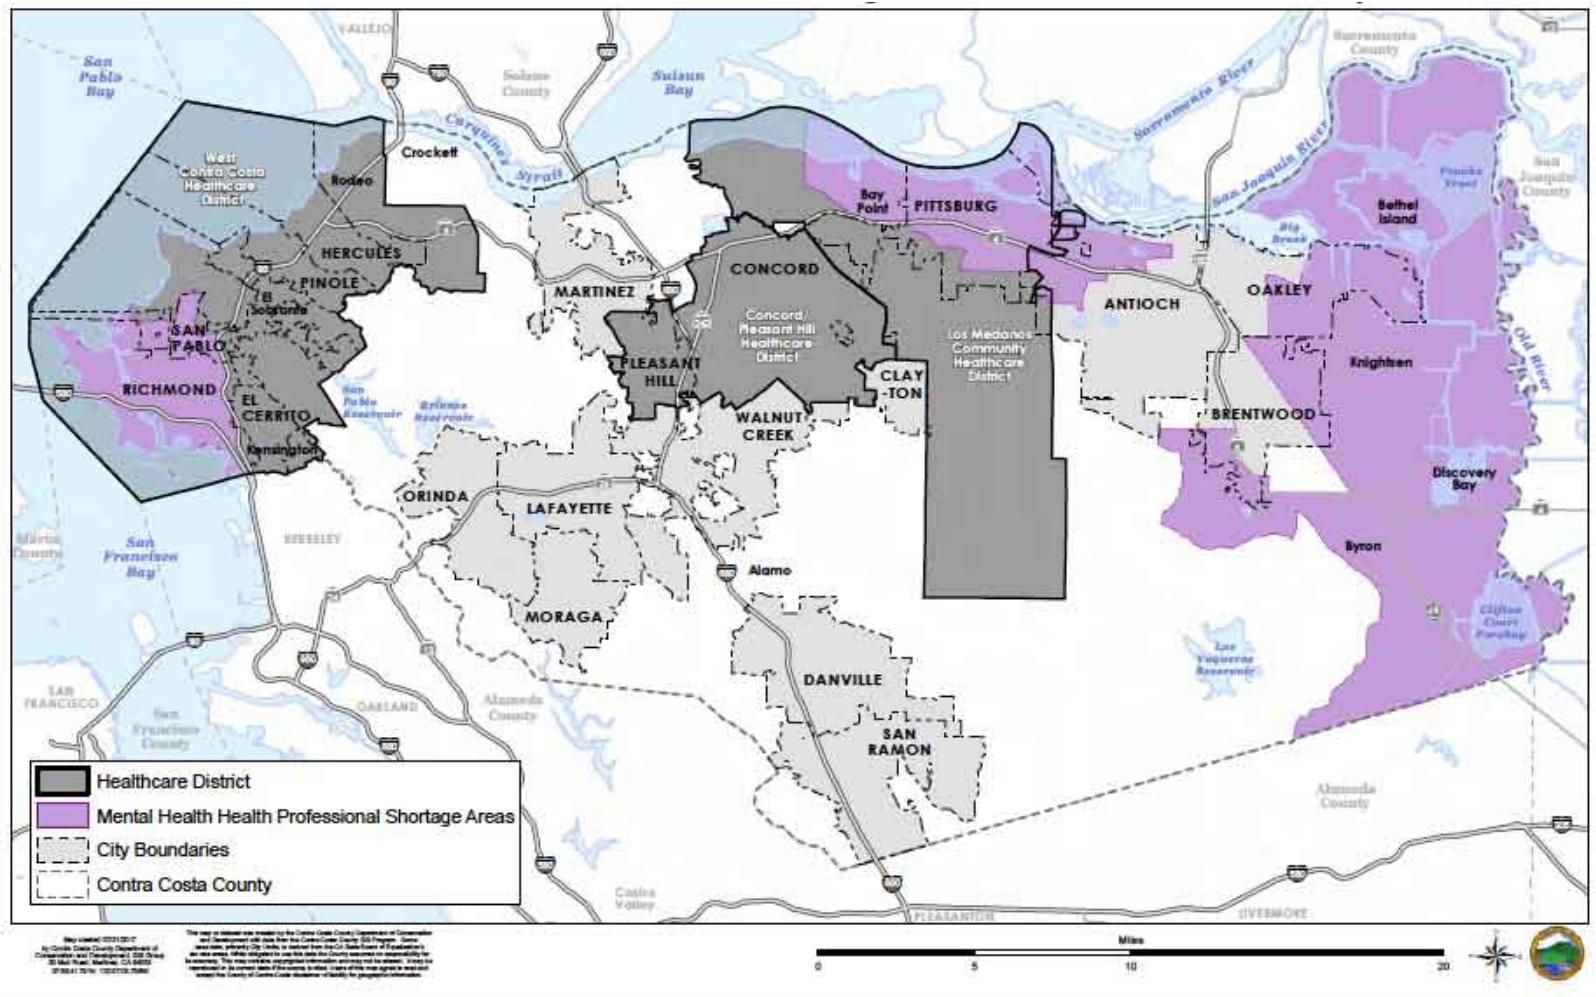 VALLEJO
Sacramento
County
San
Pablo
Bay
Solano
County
Suisun
Bay
Sacramento River
Carquinez
Strait
Crockett
West
Contra Costa
Healthcare
District
Rodeo
San Joaquin River
San
Joaquin
County
Franks
Tract
Bay
Point
PITTSBURG
Bethel
Island
Big
Break
HERCULES
CONCORD
PINOLE
MARTINEZ
ANTIOCH
OAKLEY
El
Sobrante
SAN
PABLO
Concord/
Pleasant Hill
Healthcare
District
Los Medanos
Community
Healthcare
District
Old River
PLEASANT
HILL
Knightsen
RICHMOND
CLAY
-TON
San
Pablo
Reservoir
Briones
Reservoir
EL
CERRITO
WALNUT
CREEK
BRENTWOOD
Kensington
Discovery
Bay
ORINDA
LAFAYETTE
Marin
County
San
Francisco
Bay
BERKELEY
Byron
Alamo
MORAGA
Clifton
Court
Forebay
Los
Vaqueros
Reservoir
SAN
FRANCISCO
DANVILLE
San
Francisco
County
OAKLAND
Alameda
County
SAN
RAMON
Alameda
County
Healthcare District
Mental Health Health Professional Shortage Areas
City Boundaries
Contra Costa County
Castro
Valley
PLEASANTON
LIVERMORE
Miles
0 5 10 20